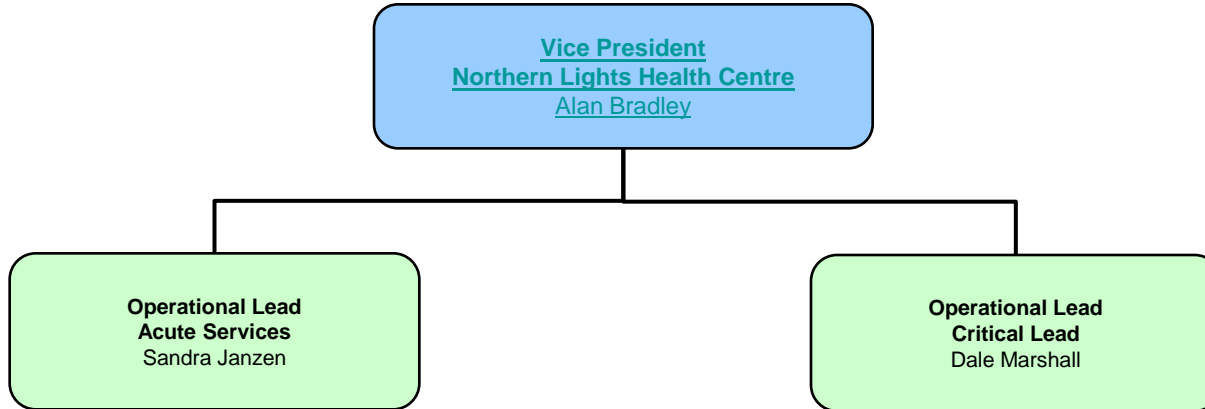 Vice President
Northern Lights Health Centre
Alan Bradley
Operational Lead
Acute Services
Sandra Janzen
Operational Lead
Critical Lead
Dale Marshall